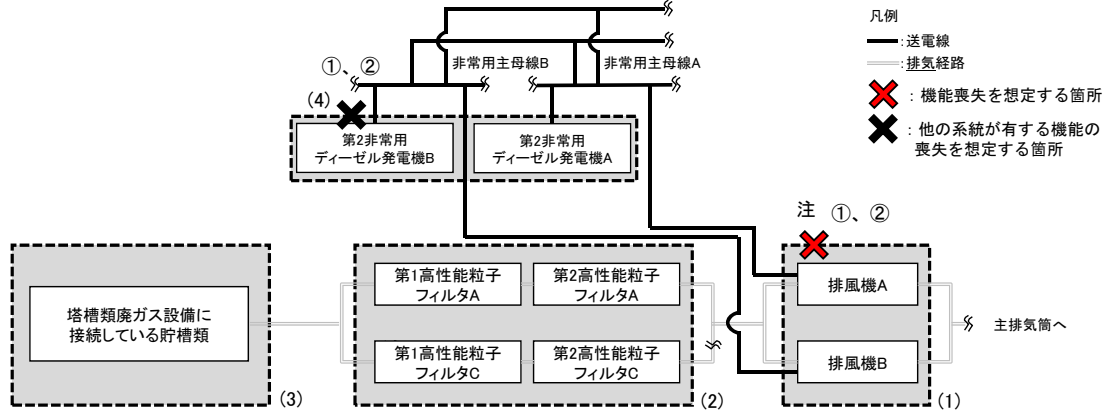 凡例
：送電線
：排気経路
：機能喪失を想定する箇所
：他の系統が有する機能の
喪失を想定する箇所
非常用主母線B
非常用主母線A
①、②
(4)
第2非常用
ディーゼル発電機B
第2非常用
ディーゼル発電機A
注 ①、②
塔槽類廃ガス設備に
接続している貯槽類
(3)
第1高性能粒子
フィルタA
第2高性能粒子
フィルタA
第1高性能粒子
フィルタC
第2高性能粒子
フィルタC
(2)
排風機A
排風機B
(1)
主排気筒へ